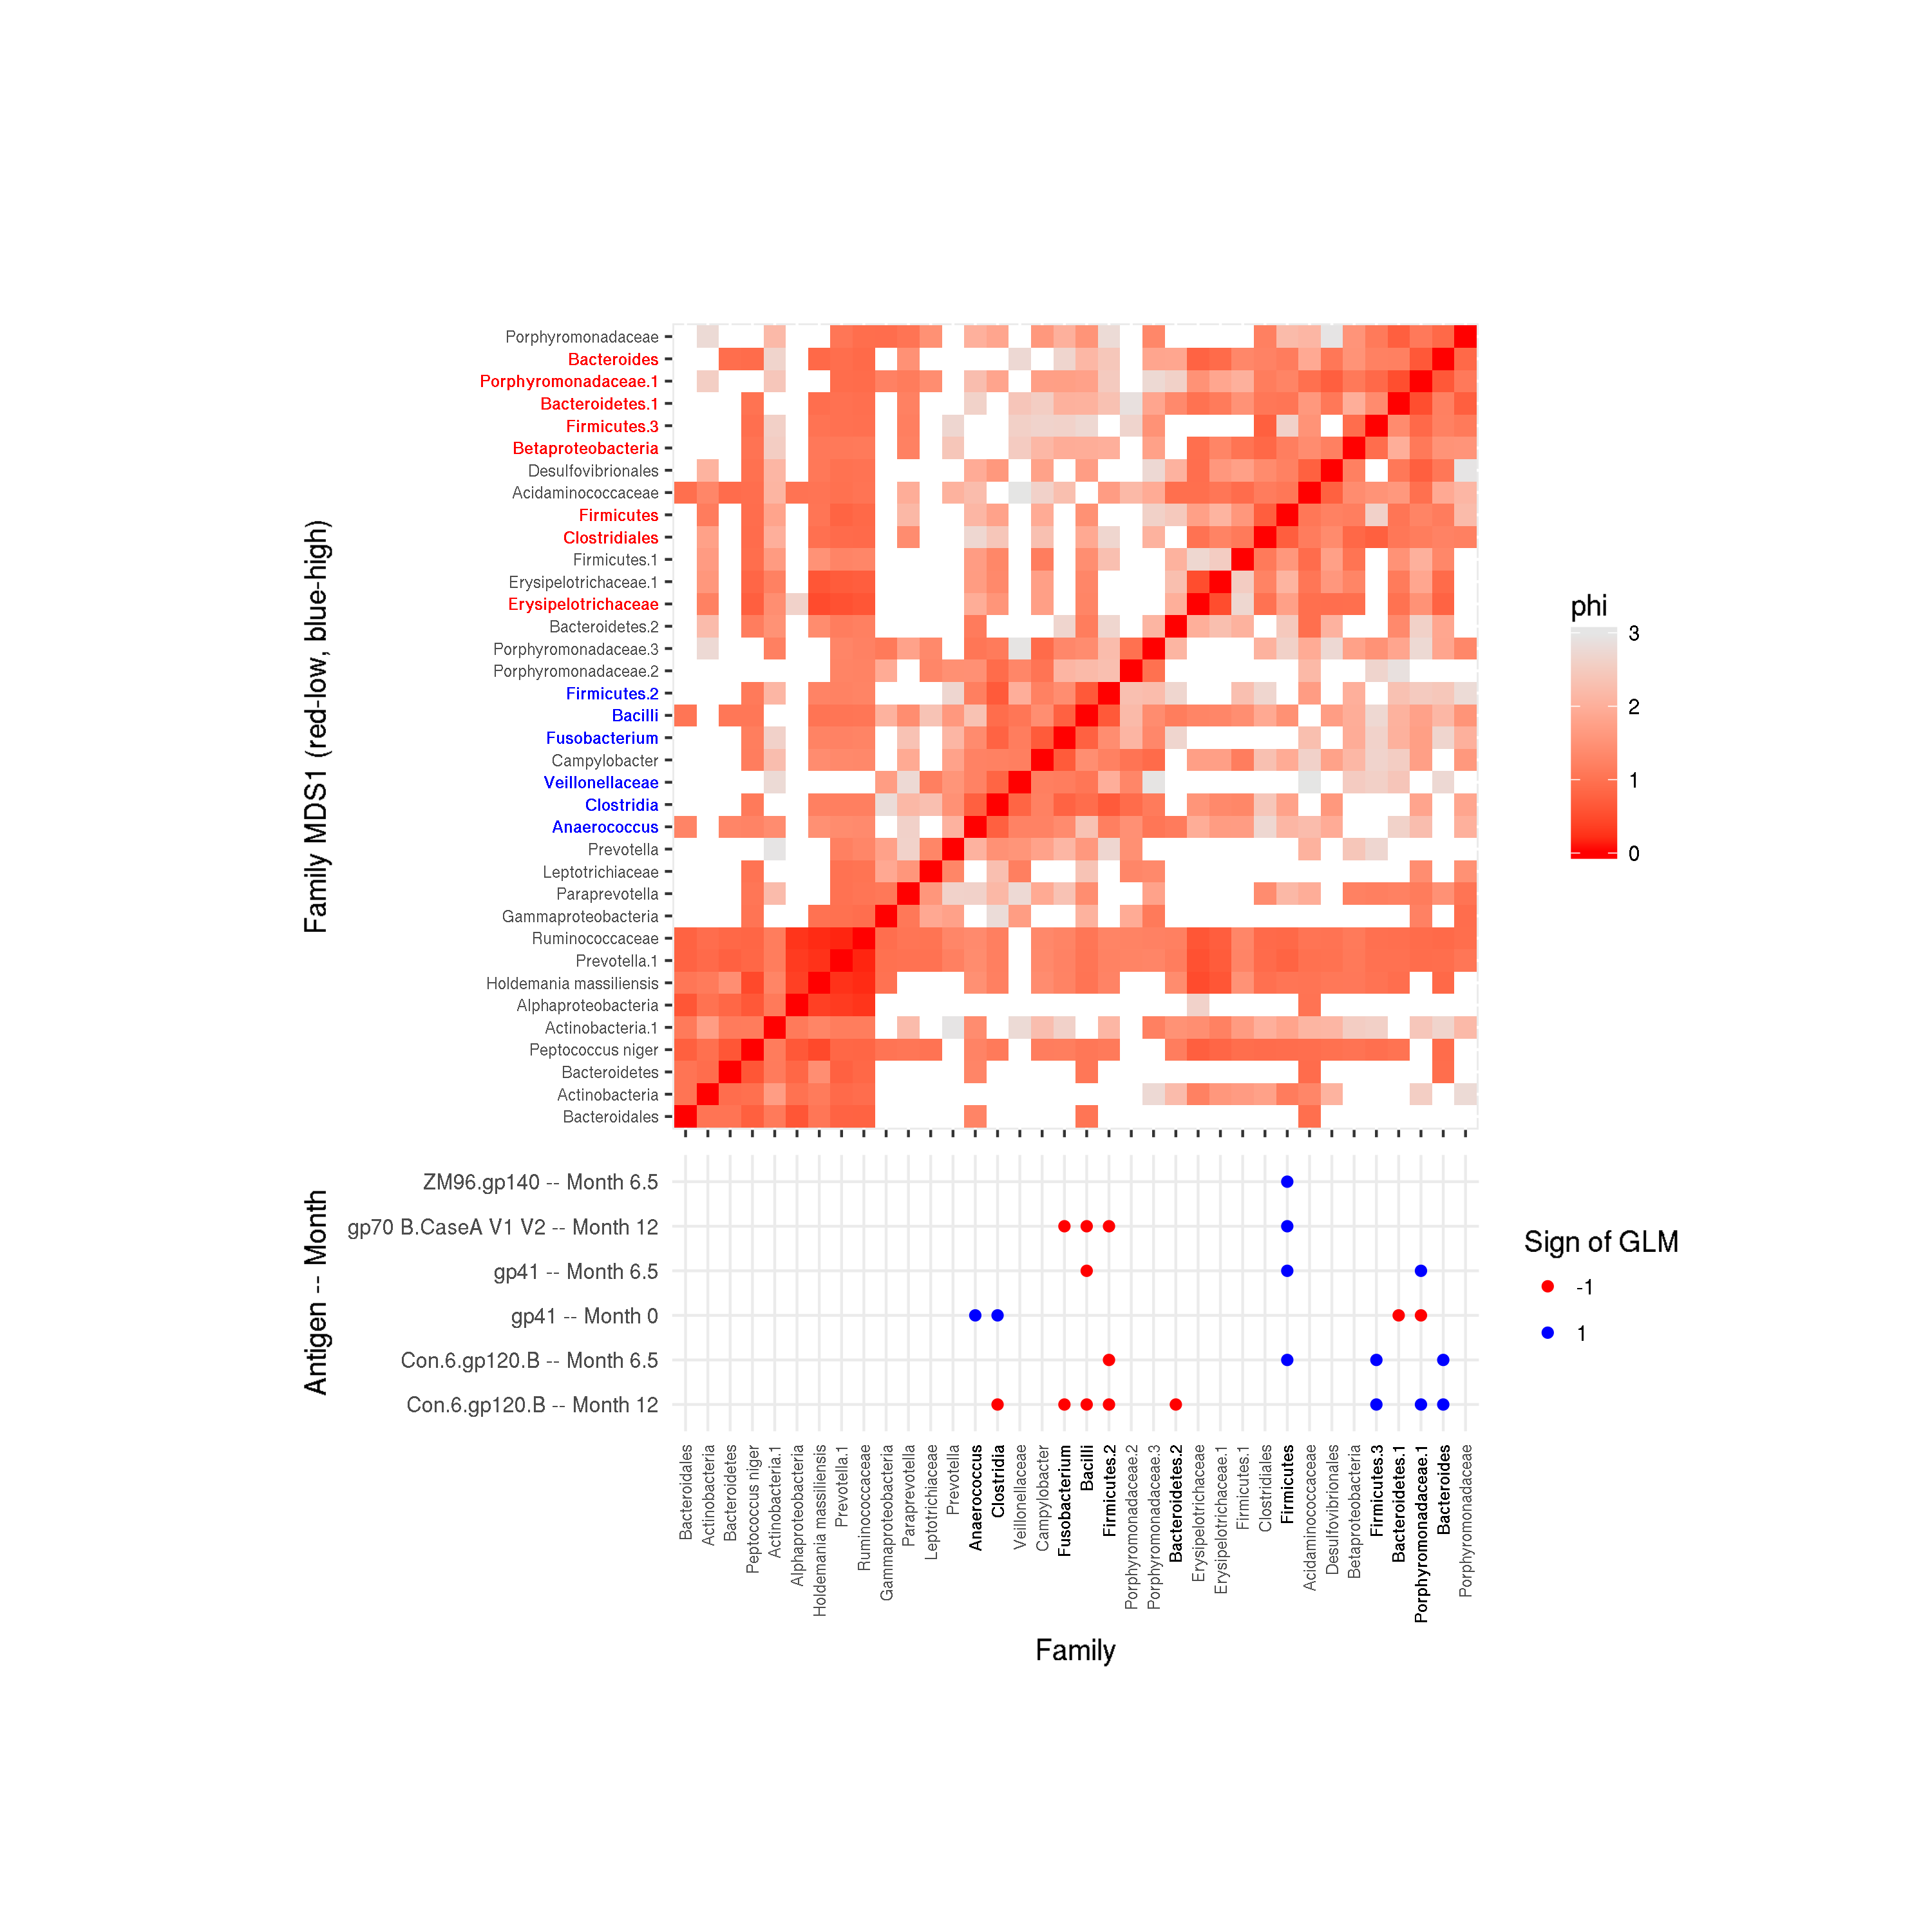 Family MDS1 (red-low, blue-high)
Porphyromonadaceae
Bacteroides
Porphyromonadaceae.1
Bacteroidetes.1
Firmicutes.3
Betaproteobacteria
Desulfovibrionales
Acidaminococcaceae
Firmicutes
Clostridiales
Firmicutes.1
Erysipelotrichaceae.1
Erysipelotrichaceae
Bacteroidetes.2
Porphyromonadaceae.3
Porphyromonadaceae.2
Firmicutes.2
Bacilli
Fusobacterium
Campylobacter
Veillonellaceae
Clostridia
Anaerococcus
Prevotella
Leptotrichiaceae
Paraprevotella
Gammaproteobacteria
Ruminococcaceae
Prevotella.1
Holdemania massiliensis
Alphaproteobacteria
Actinobacteria.1
Peptococcus niger
Bacteroidetes
Actinobacteria
Bacteroidales
phi
3
2
1
0
Antigen -- Month
ZM96.gp140 -- Month 6.5
gp70 B.CaseA V1 V2 -- Month 12
gp41 -- Month 6.5
gp41 -- Month 0
Con.6.gp120.B -- Month 6.5
Con.6.gp120.B -- Month 12
Sign of GLM
-1
1
Bacteroidales
Actinobacteria
Bacteroidetes
Peptococcus niger
Actinobacteria.1
Alphaproteobacteria
Holdemania massiliensis
Prevotella.1
Ruminococcaceae
Gammaproteobacteria
Paraprevotella
Leptotrichiaceae
Prevotella
Anaerococcus
Clostridia
Veillonellaceae
Campylobacter
Fusobacterium
Bacilli
Firmicutes.2
Porphyromonadaceae.2
Porphyromonadaceae.3
Bacteroidetes.2
Erysipelotrichaceae
Erysipelotrichaceae.1
Firmicutes.1
Clostridiales
Firmicutes
Acidaminococcaceae
Desulfovibrionales
Betaproteobacteria
Firmicutes.3
Bacteroidetes.1
Porphyromonadaceae.1
Bacteroides
Porphyromonadaceae
Family